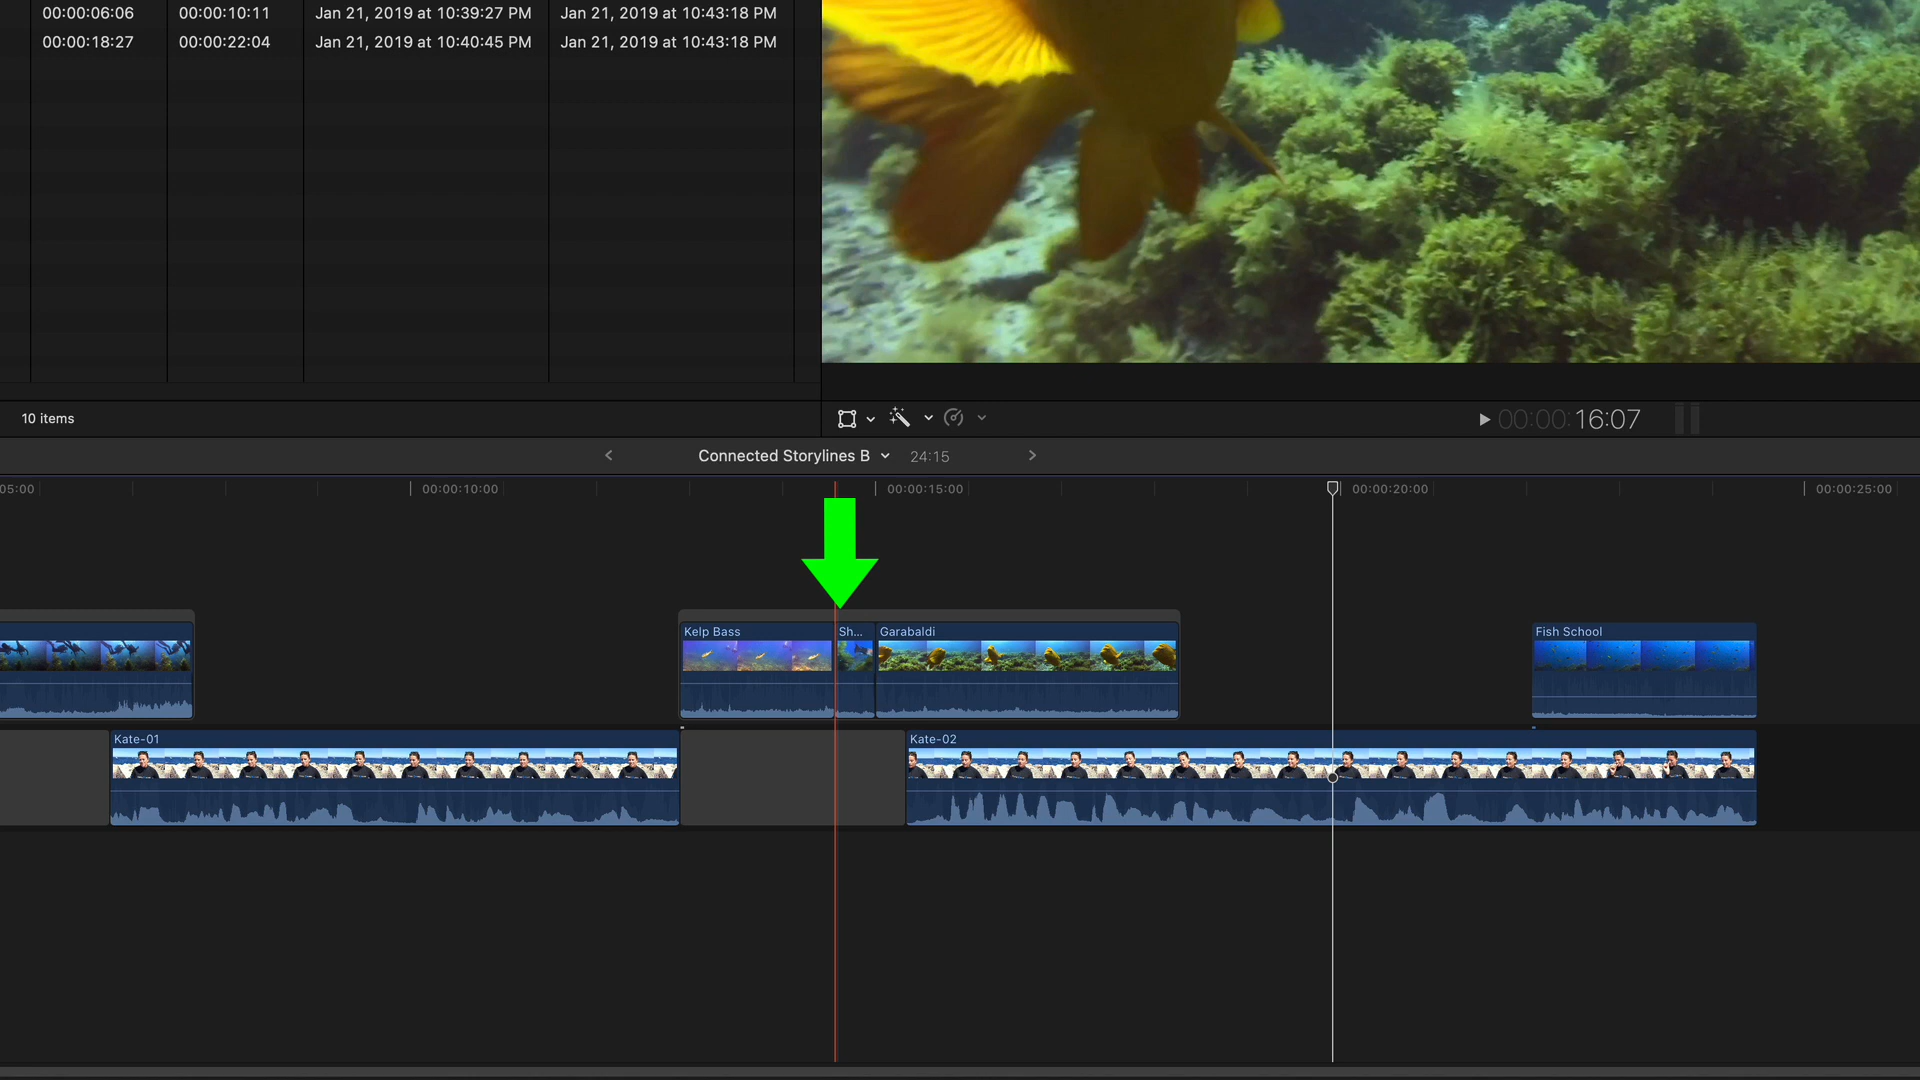 00:00:06:06 00:00:10:11 Jan 21, 2019 at 10:39:27 PM Jan 21, 2019 at 10:43:18 PM
00:00:18:27 00:00:22:04 Jan 21, 2019 at 10:40:45 PM Jan 21, 2019 at 10:43:18 PM
10 items
00:00:16:07
Connected Storylines B 24:15
05:00 00:00:10:00 00:00:15:00 00:00:20:00 00:00:25:00
Kelp Bass Sh... Garabaldi Fish School
Kate-01 Kate-02